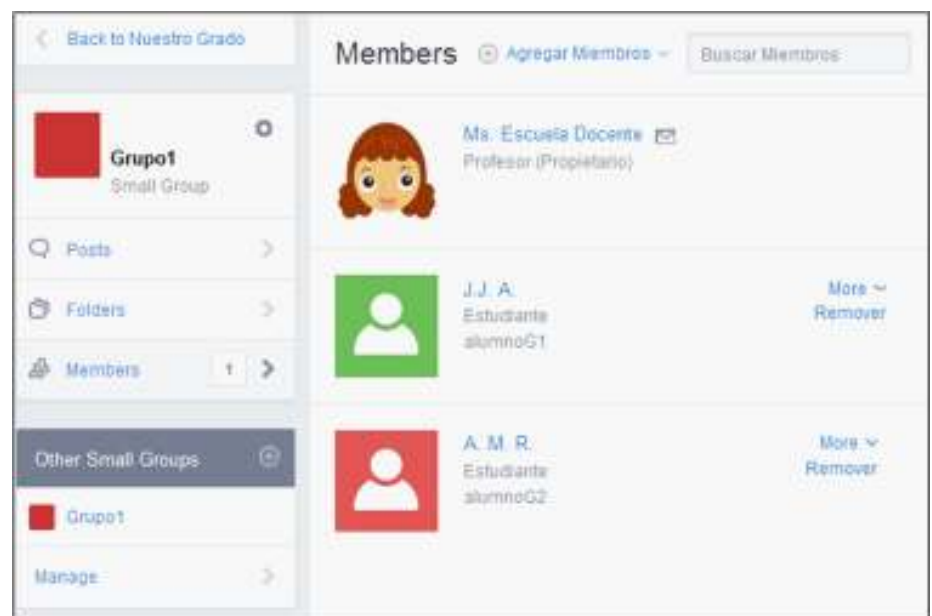 Back to Nuestro Grado
Grupo1
Small Group
Posts
Folders
Members 1
Other Small Groups
Grupo1
Manage
Members Agregar Miembros Buscar Miembros
Ms. Escuela Docente
Profesor (Propietario)
J.J. A.
Estudiante
alumnoG1
More
Remover
A. M. R.
Estudiante
alumnoG2
More
Remover